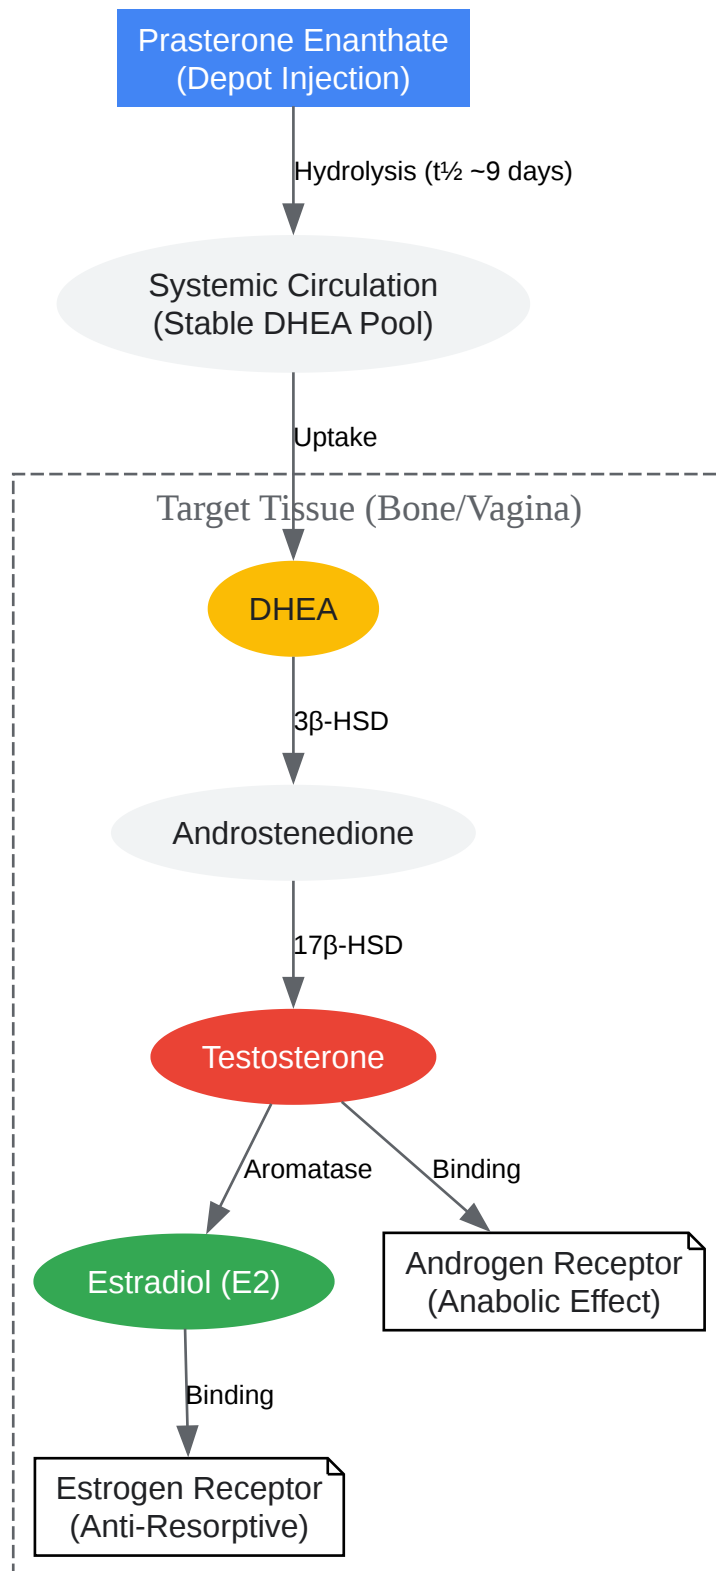 Prasterone Enanthate
(Depot Injection)
Hydrolysis (t½ ~9 days)
Systemic Circulation
(Stable DHEA Pool)
Uptake
Target Tissue (Bone/Vagina)
DHEA
3β-HSD
Androstenedione
17β-HSD
Testosterone
Aromatase
Binding
Estradiol (E2)
Androgen Receptor
(Anabolic Effect)
Binding
Estrogen Receptor
(Anti-Resorptive)